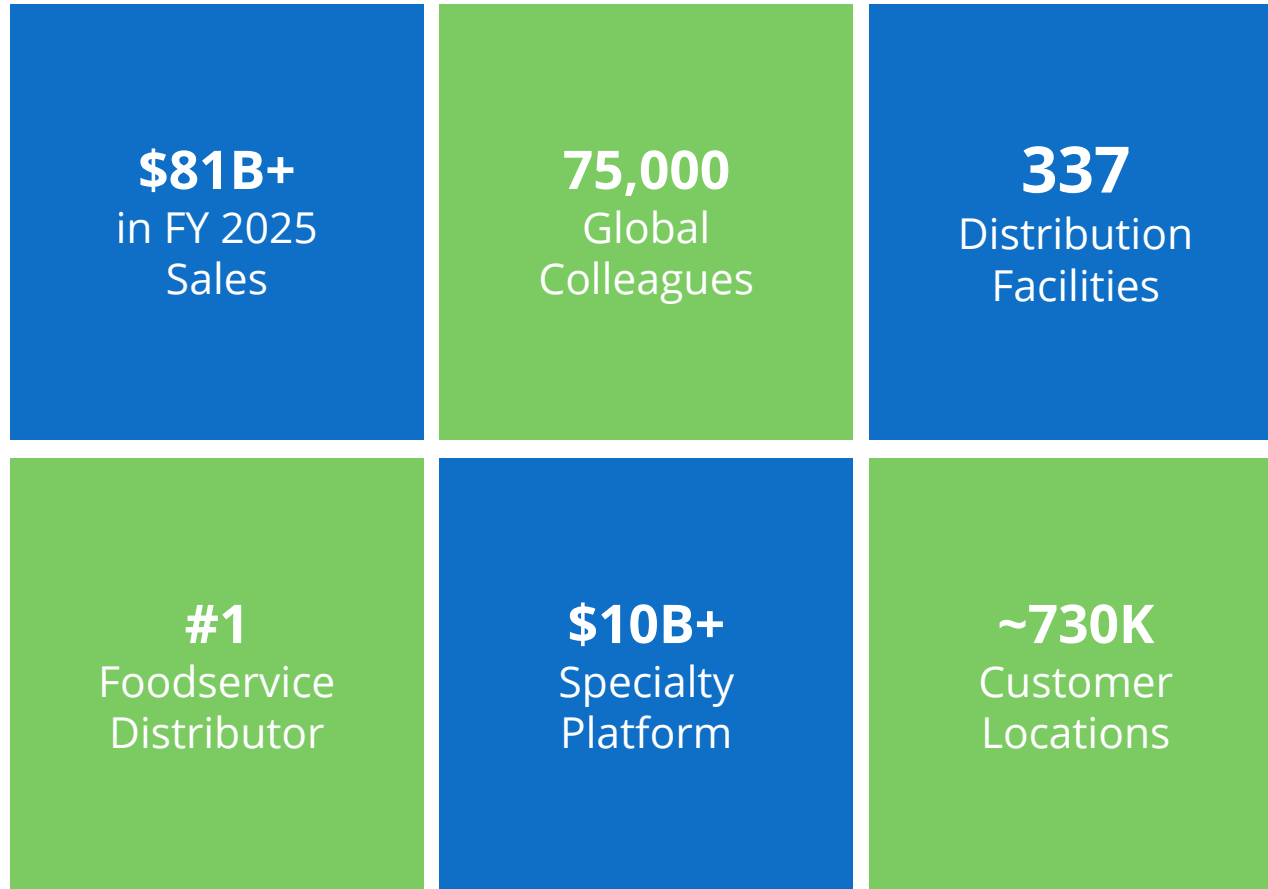 $81B+
in FY 2025
Sales
75,000
Global
Colleagues
337
Distribution
Facilities
#1
Foodservice
Distributor
$10B+
Specialty
Platform
~730K
Customer
Locations